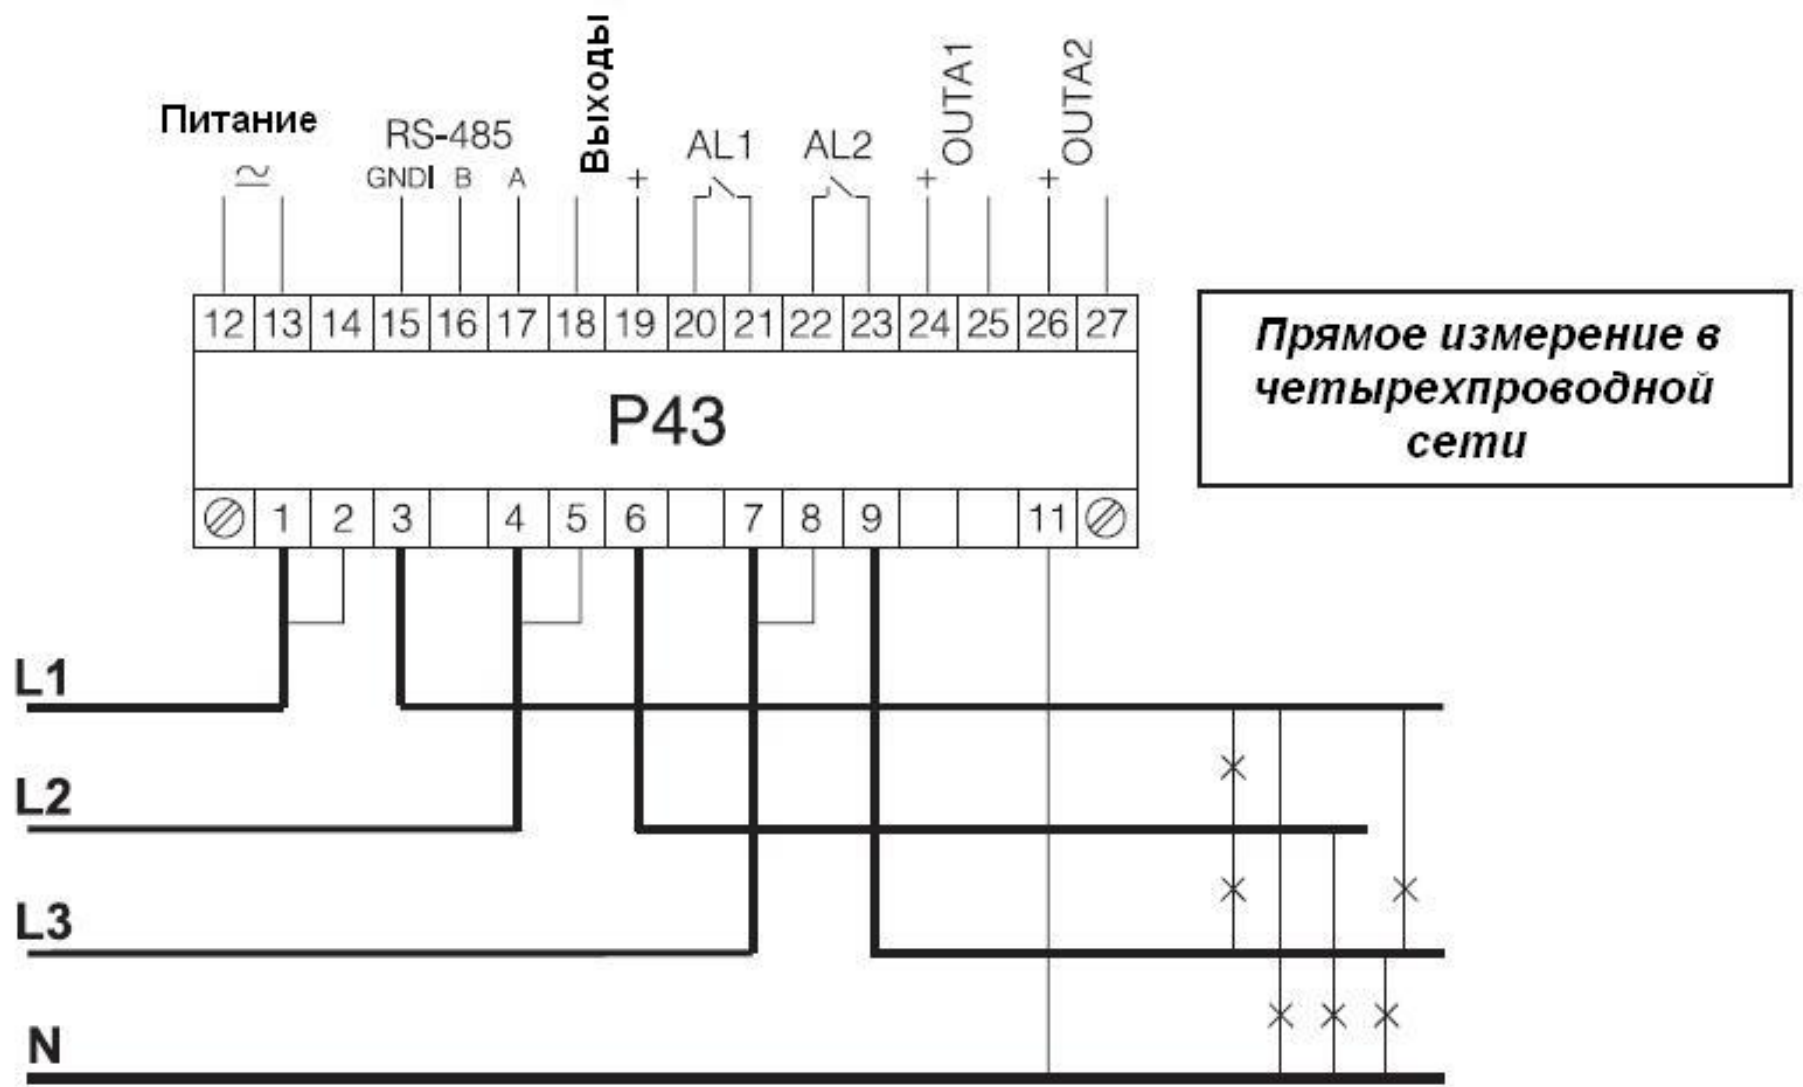 Питание
RS-485
GND B A
Выходы
+
AL1
AL2
+
OUTA1
+
OUTA2
12 13 14 15 16 17 18 19 20 21 22 23 24 25 26 27
P43
1 2 3 4 5 6 7 8 9 11
Прямое измерение в
четырехпроводной
сети
L1
L2
L3
N